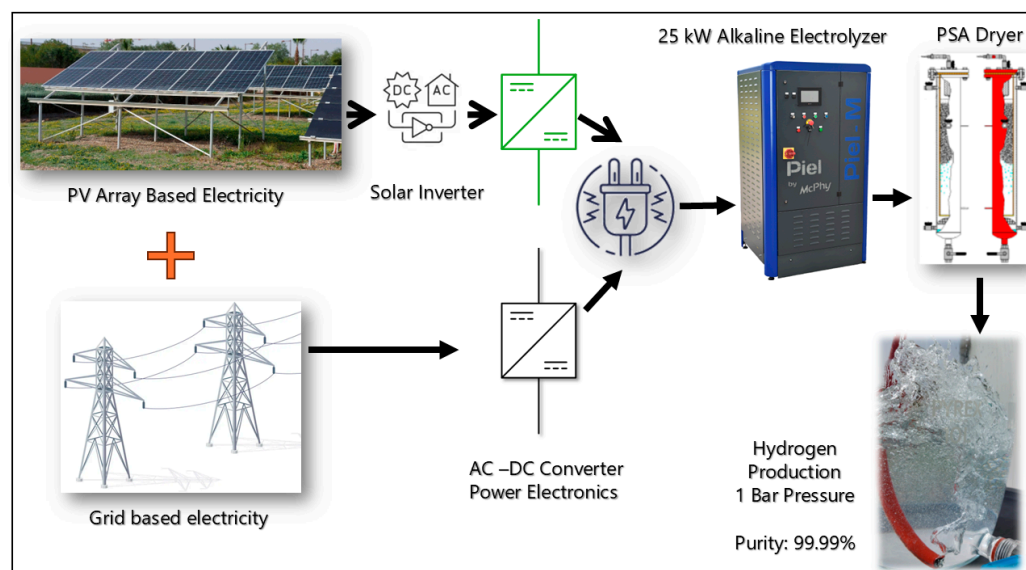 25 kW Alkaline Electrolyzer
PSA Dryer
DC
AC
Piel
by McPhy
Piel M
PV Array Based Electricity
Solar Inverter
AC –DC Converter
Power Electronics
Grid based electricity
Hydrogen
Production
1 Bar Pressure
Purity: 99.99%